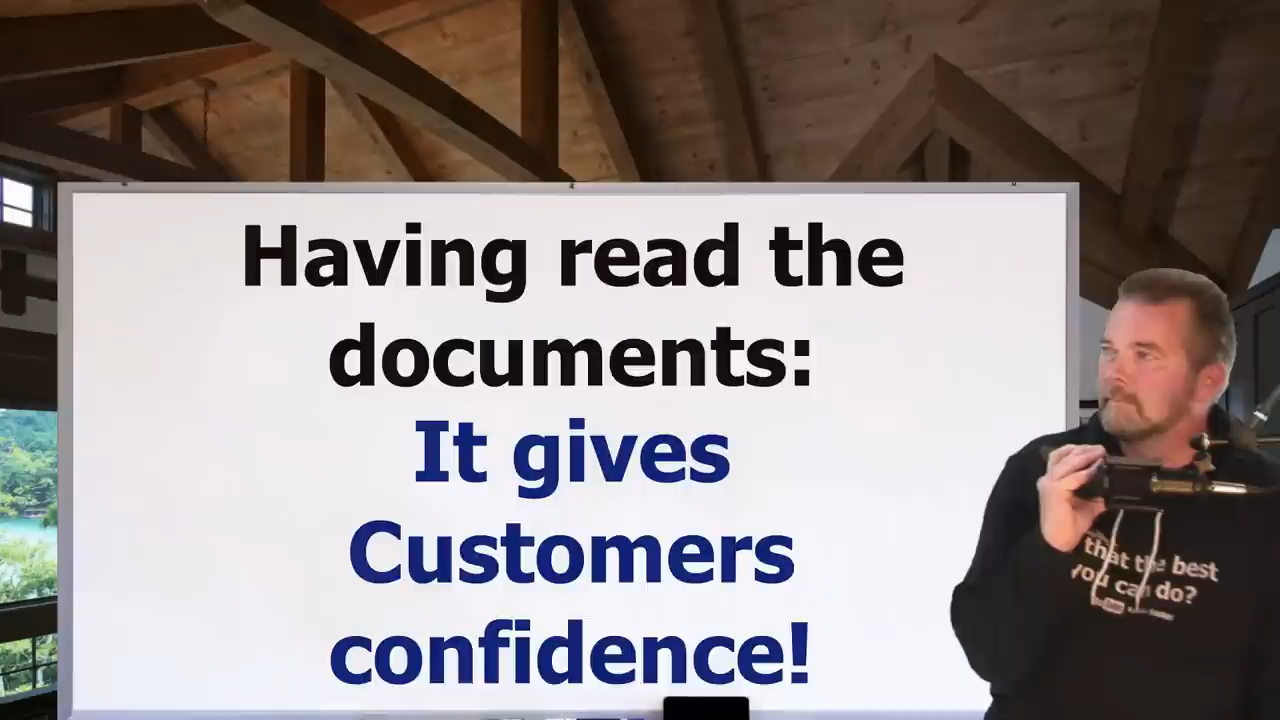 Having read the
documents:
It gives
Customers
confidence!
that the best
you can do?